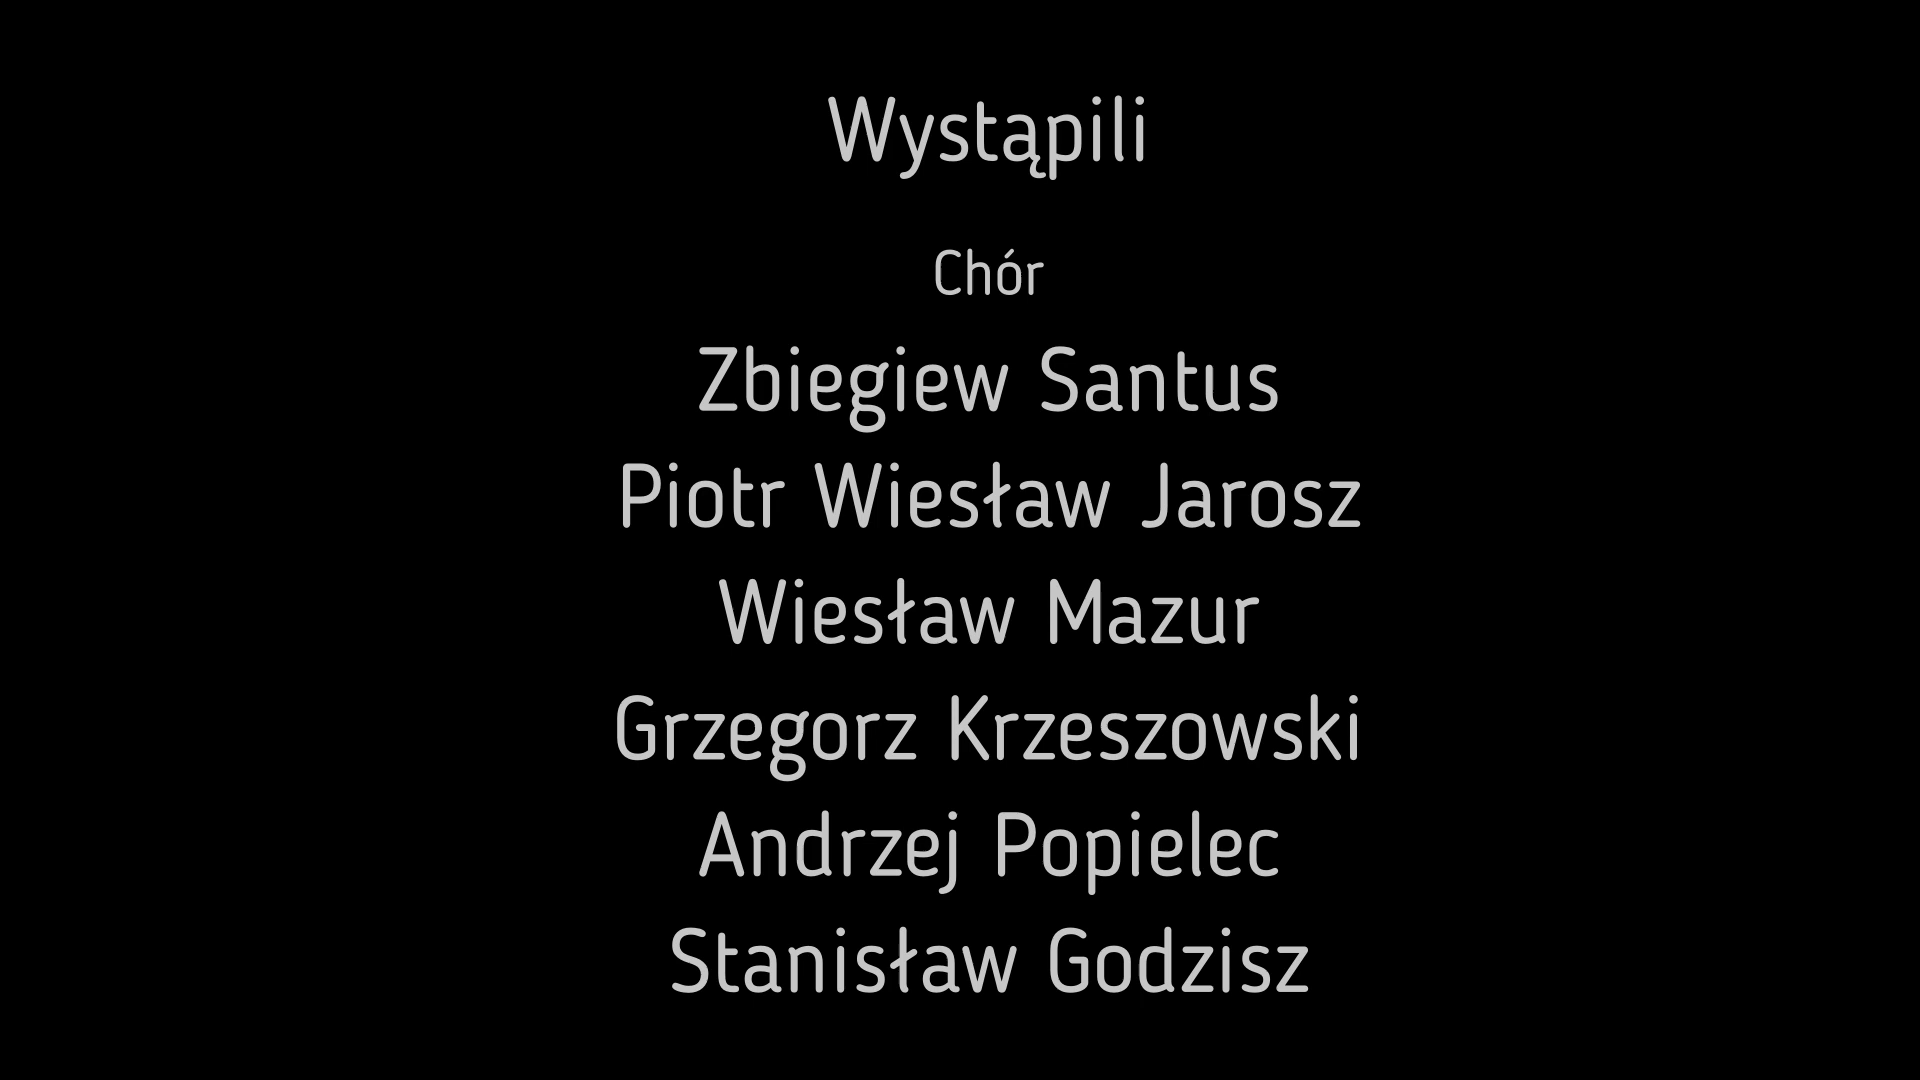 Wystąpili
Chór
Zbiegiew Santus
Piotr Wiesław Jarosz
Wiesław Mazur
Grzegorz Krzeszowski
Andrzej Popielec
Stanisław Godzisz